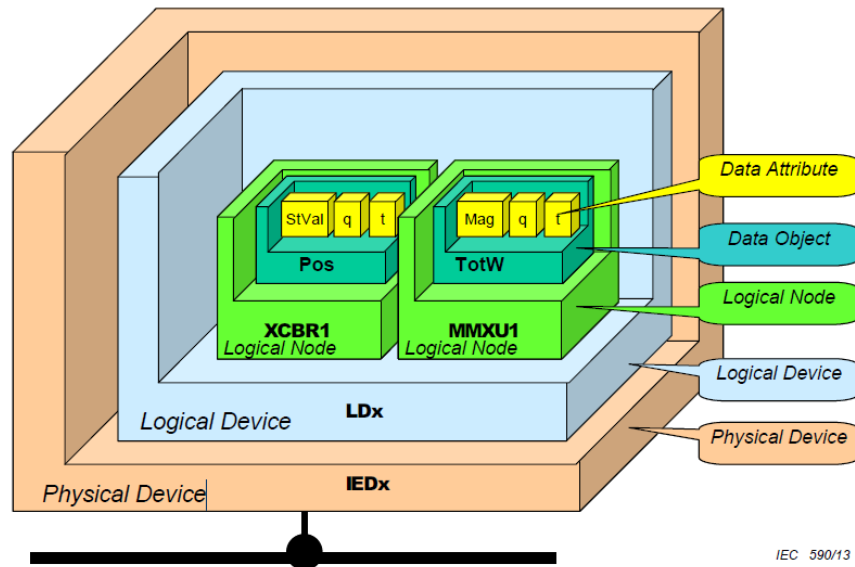 StVal q t
Mag q t
Pos
TotW
XCBR1
Logical Node
MMXU1
Logical Node
LDx
Logical Device
IEDx
Physical Device
Data Attribute
Data Object
Logical Node
Logical Device
Physical Device
IEC 590/13